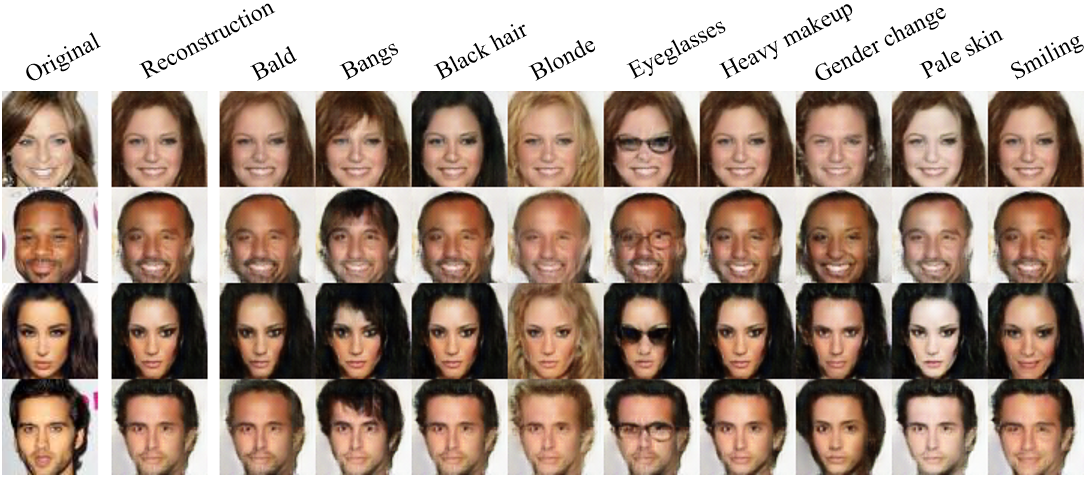 Original
Reconstruction
Bald
Bangs
Black hair
Blonde
Eyeglasses
Heavy makeup
Gender change
Pale skin
Smiling